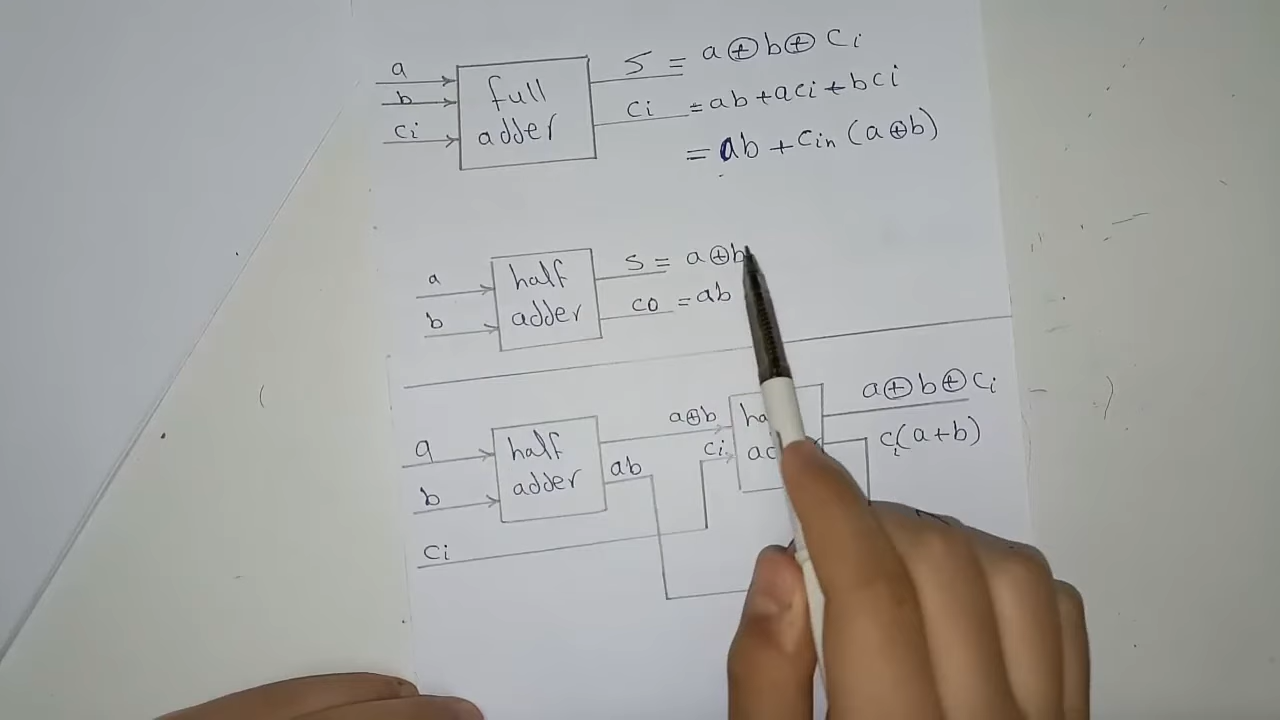 a
b
ci
full
adder
S = a⊕b⊕ci
ci = ab+aci+bci
= ab+cin (a⊕b)
a
b
half
adder
s = a⊕b
co = ab
a
b
ci
half
adder
a⊕b
ab
ci
a⊕b⊕ci
ci(a+b)